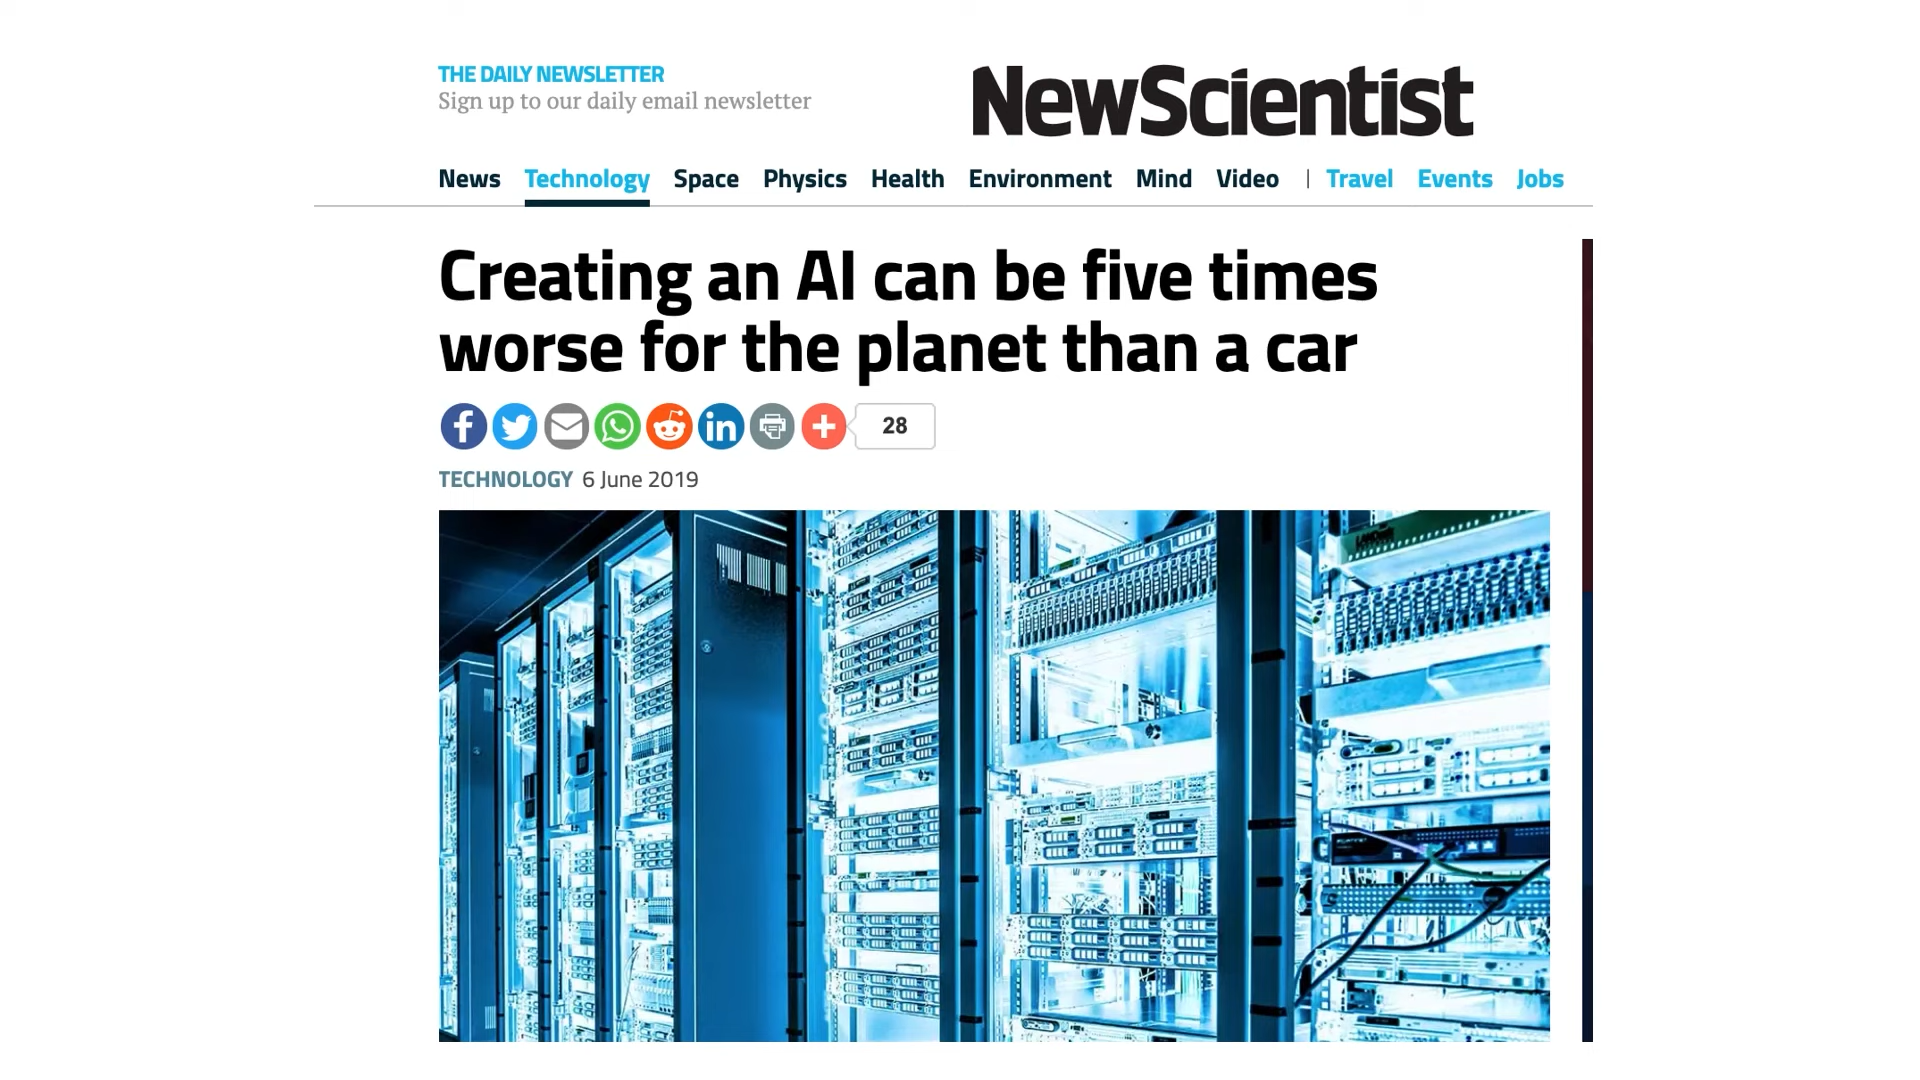 THE DAILY NEWSLETTER
Sign up to our daily email newsletter
NewScientist
News Technology Space Physics Health Environment Mind Video | Travel Events Jobs
Creating an AI can be five times
worse for the planet than a car
28
TECHNOLOGY 6 June 2019